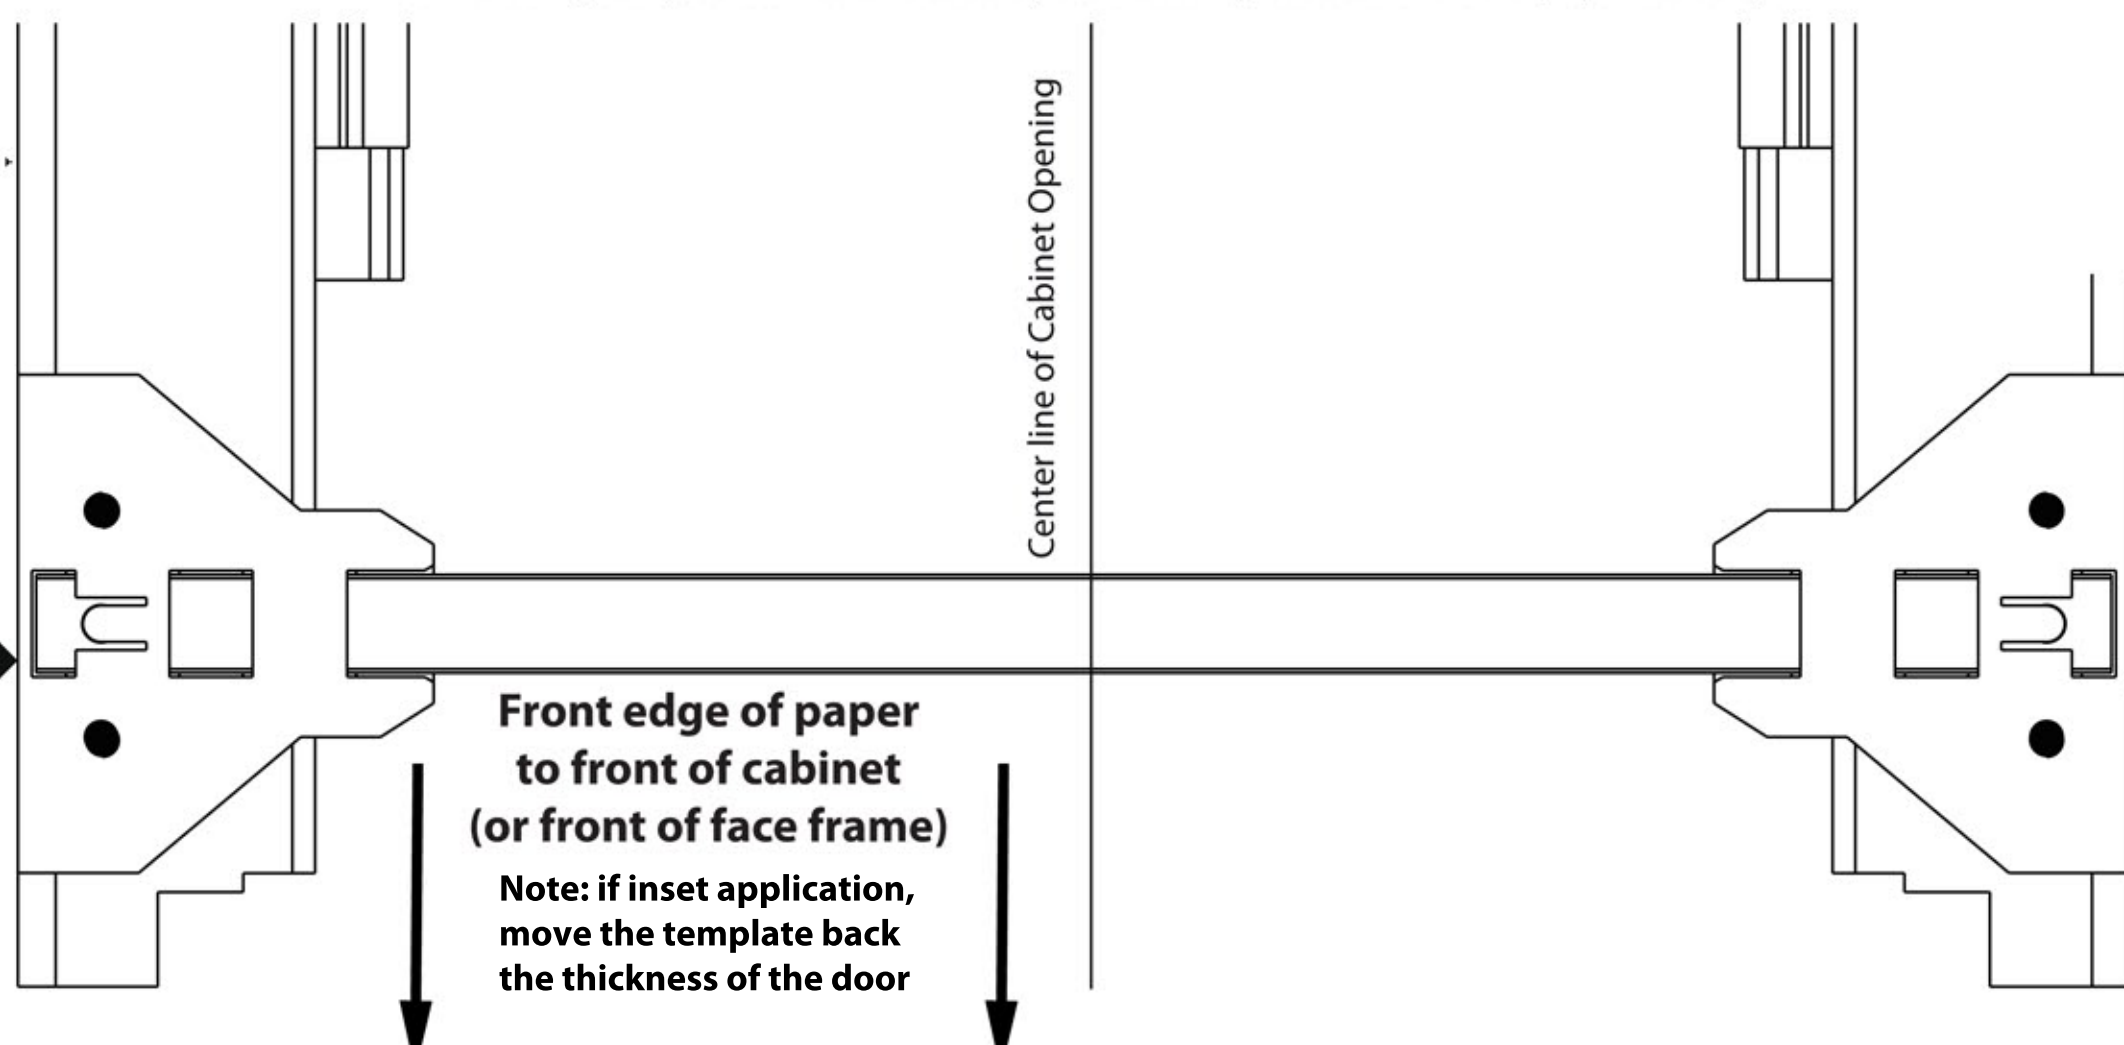 Center line of Cabinet Opening
Front edge of paper
to front of cabinet
(or front of face frame)
Note: if inset application,
move the template back
the thickness of the door